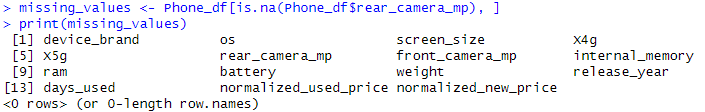 > missing_values <- Phone_df[is.na(Phone_df$rear_camera_mp), ]
> print(missing_values)
 [1] device_brand          os                    screen_size           X4g
 [5] X5g                   rear_camera_mp        front_camera_mp       internal_memory
 [9] ram                   battery               weight                release_year
[13] days_used             normalized_used_price normalized_new_price
<0 rows> (or 0-length row.names)